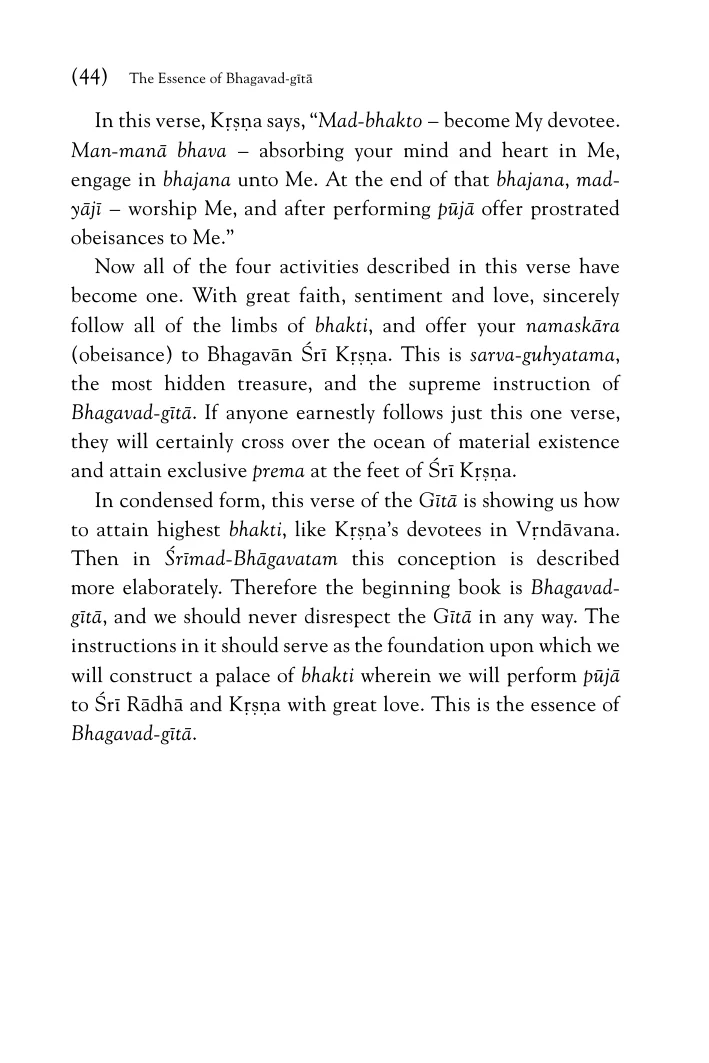 (44) The Essence of Bhagavad-gītā
In this verse, Kṛṣṇa says, “Mad-bhakto – become My devotee.
Man-manā bhava – absorbing your mind and heart in Me,
engage in bhajana unto Me. At the end of that bhajana, mad-
yājī – worship Me, and after performing pūjā offer prostrated
obeisances to Me.”
Now all of the four activities described in this verse have
become one. With great faith, sentiment and love, sincerely
follow all of the limbs of bhakti, and offer your namaskāra
(obeisance) to Bhagavān Śrī Kṛṣṇa. This is sarva-guhyatama,
the most hidden treasure, and the supreme instruction of
Bhagavad-gītā. If anyone earnestly follows just this one verse,
they will certainly cross over the ocean of material existence
and attain exclusive prema at the feet of Śrī Kṛṣṇa.
In condensed form, this verse of the Gītā is showing us how
to attain highest bhakti, like Kṛṣṇa’s devotees in Vṛndāvana.
Then in Śrīmad-Bhāgavatam this conception is described
more elaborately. Therefore the beginning book is Bhagavad-
gītā, and we should never disrespect the Gītā in any way. The
instructions in it should serve as the foundation upon which we
will construct a palace of bhakti wherein we will perform pūjā
to Śrī Rādhā and Kṛṣṇa with great love. This is the essence of
Bhagavad-gītā.